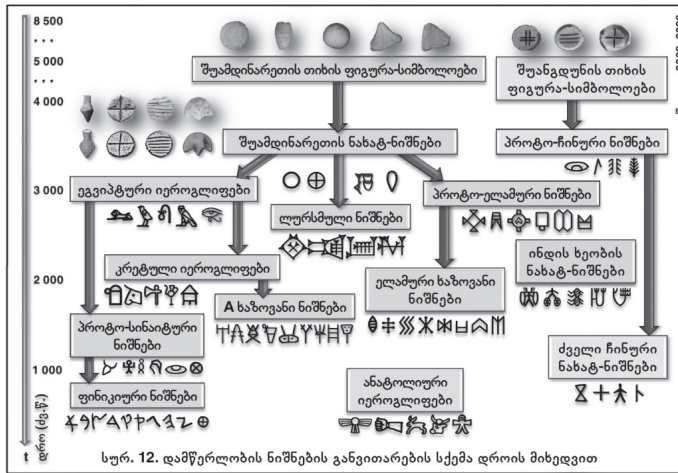 8 500
. . .
5 000
. . .
4 000
3 000
2 000
1 000
t
დრო (ძვ.წ.)
შუამდინარეთის თიხის ფიგურა-სიმბოლოები
შუანგდუნის თიხის
ფიგურა-სიმბოლოები
შუამდინარეთის ნახატ-ნიშნები
პროტო-ჩინური ნიშნები
ეგვიპტური იეროგლიფები
პროტო-ელამური ნიშნები
ლურსმული ნიშნები
ინდის ხეობის
ნახატ-ნიშნები
კრეტული იეროგლიფები
ელამური ხაზოვანი
ნიშნები
A ხაზოვანი ნიშნები
პროტო-სინაიტური
ნიშნები
ძველი ჩინური
ნახატ-ნიშნები
ანატოლიური
იეროგლიფები
ფინიკიური ნიშნები
სურ. 12. დამწერლობის ნიშნების განვითარების სქემა დროის მიხედვით